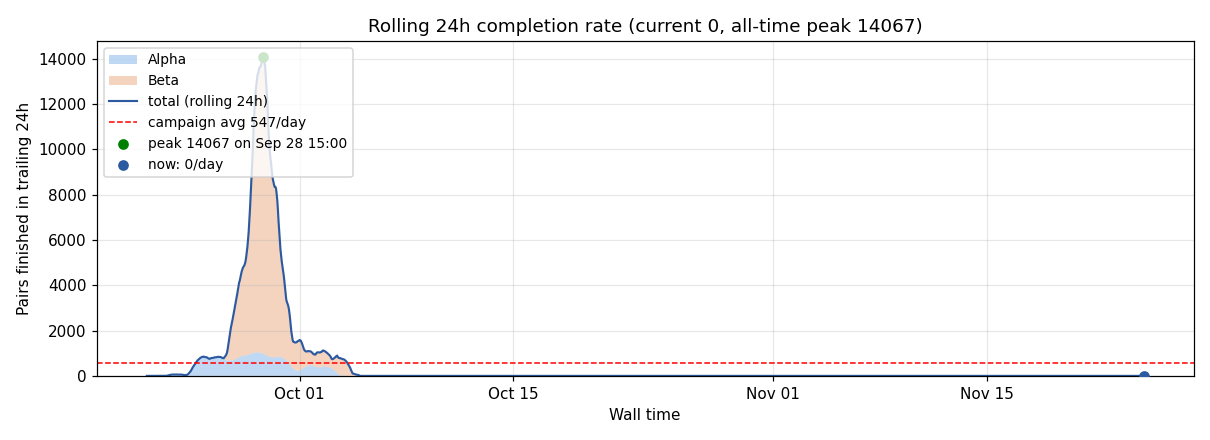 Rolling 24h completion rate (current 0, all-time peak 14067)
Pairs finished in trailing 24h
14000
12000
10000
8000
6000
4000
2000
0
Alpha
Beta
total (rolling 24h)
campaign avg 547/day
peak 14067 on Sep 28 15:00
now: 0/day
Oct 01
Oct 15
Nov 01
Nov 15
Wall time